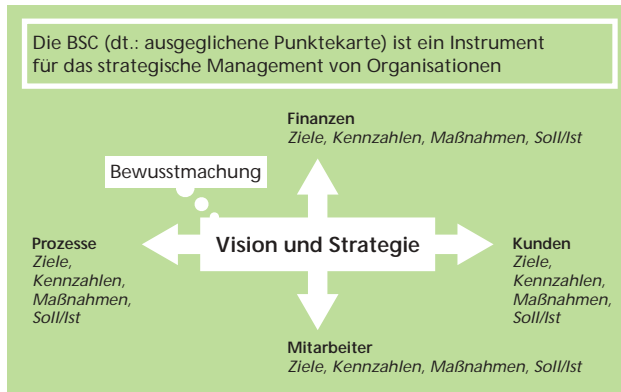 Die BSC (dt.: ausgeglichene Punktekarte) ist ein Instrument
für das strategische Management von Organisationen
Finanzen
Ziele, Kennzahlen, Maßnahmen, Soll/Ist
Bewusstmachung
Prozesse
Ziele,
Kennzahlen,
Maßnahmen,
Soll/Ist
Vision und Strategie
Kunden
Ziele,
Kennzahlen,
Maßnahmen,
Soll/Ist
Mitarbeiter
Ziele, Kennzahlen, Maßnahmen, Soll/Ist